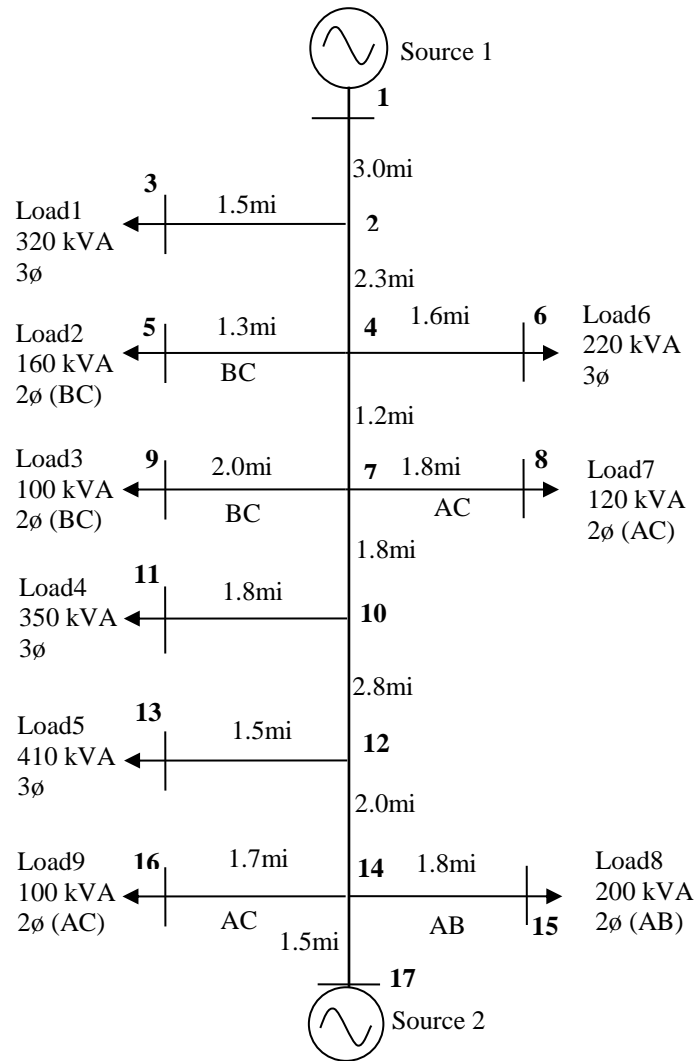 Source 1
1
3.0mi
3
Load1
320 kVA
3ø
1.5mi
2
2.3mi
5
Load2
160 kVA
2ø (BC)
1.3mi
BC
4
1.6mi
6
Load6
220 kVA
3ø
1.2mi
9
Load3
100 kVA
2ø (BC)
2.0mi
BC
7
1.8mi
AC
8
Load7
120 kVA
2ø (AC)
1.8mi
11
Load4
350 kVA
3ø
1.8mi
10
2.8mi
13
Load5
410 kVA
3ø
1.5mi
12
2.0mi
16
Load9
100 kVA
2ø (AC)
1.7mi
AC
14
1.8mi
AB
15
Load8
200 kVA
2ø (AB)
1.5mi
17
Source 2